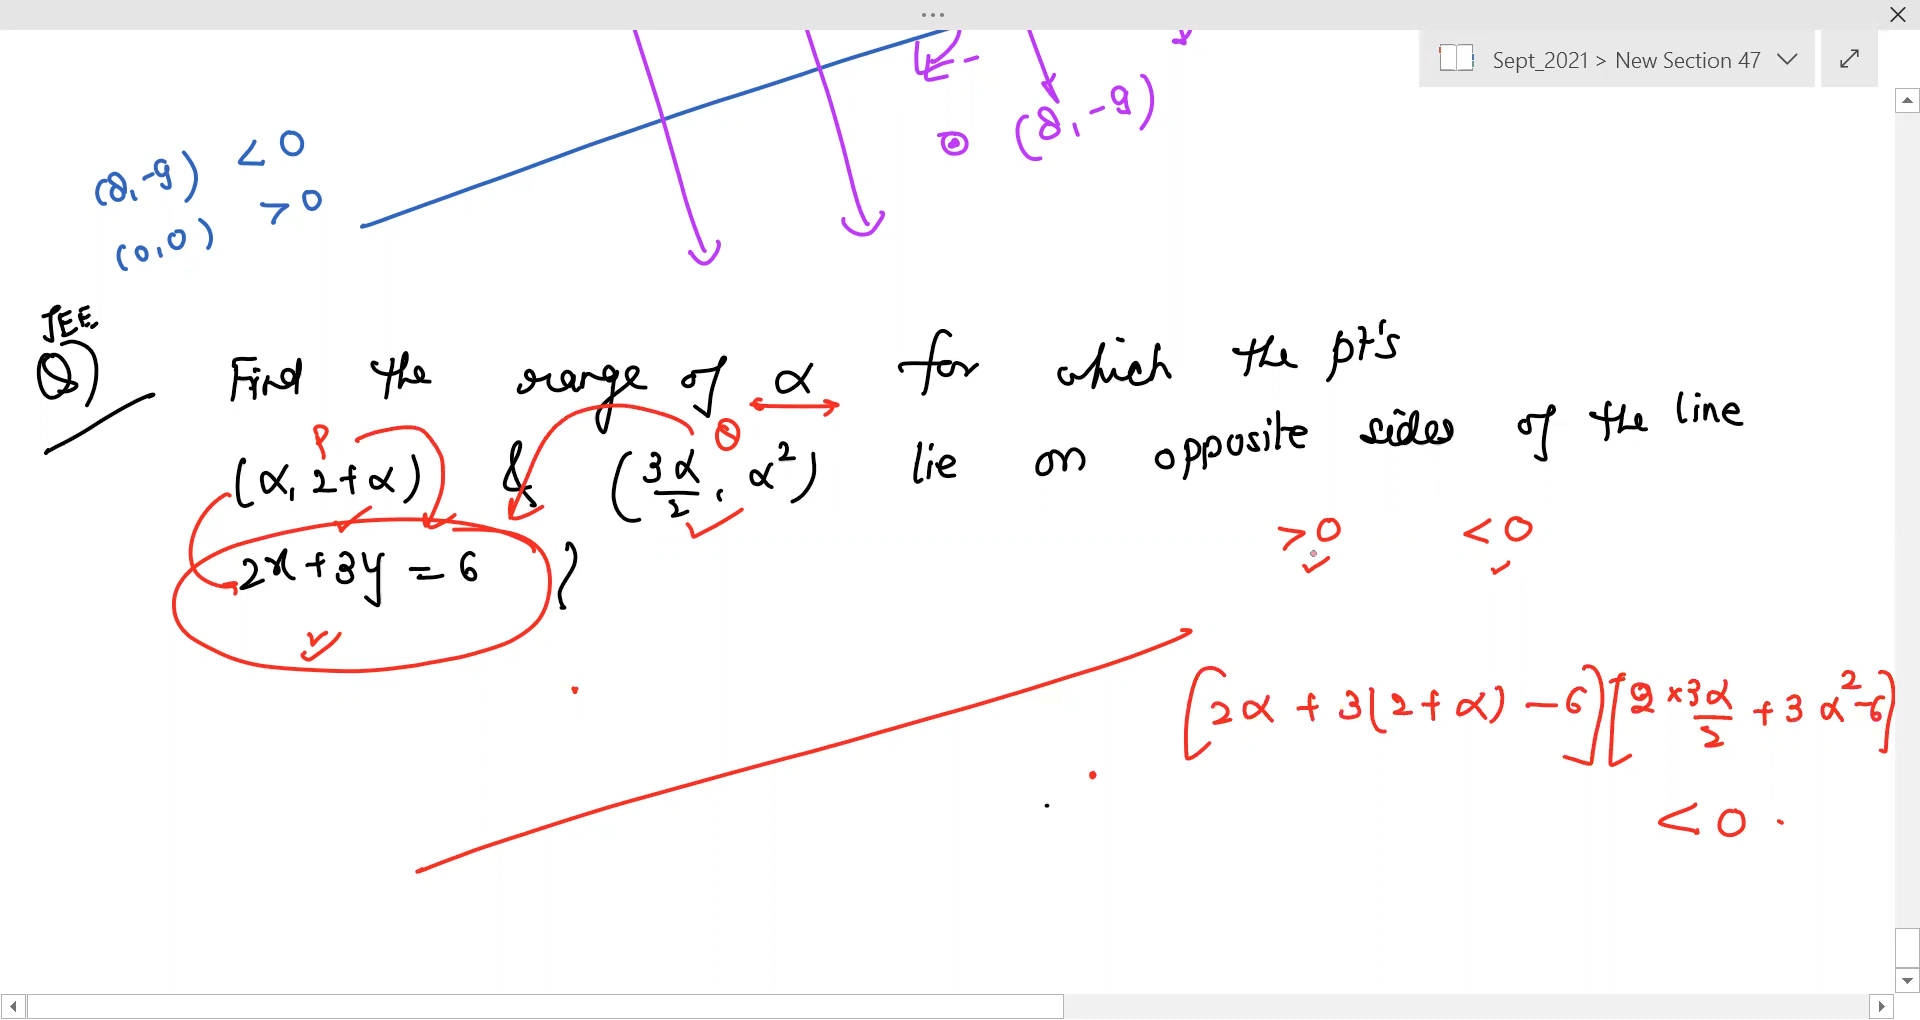 Sept_2021 > New Section 47
(8, -9)
(8, -9) < 0
(0,0) > 0
JEE
Q) Find the range of α for which the pt's
P Q
(α, 2+α) & (3α/2, α²) lie on opposite sides of the line
2x + 3y = 6 ?
>0 <0
[2α + 3(2+α) - 6] [2 × 3α/2 + 3α² - 6]
< 0 .